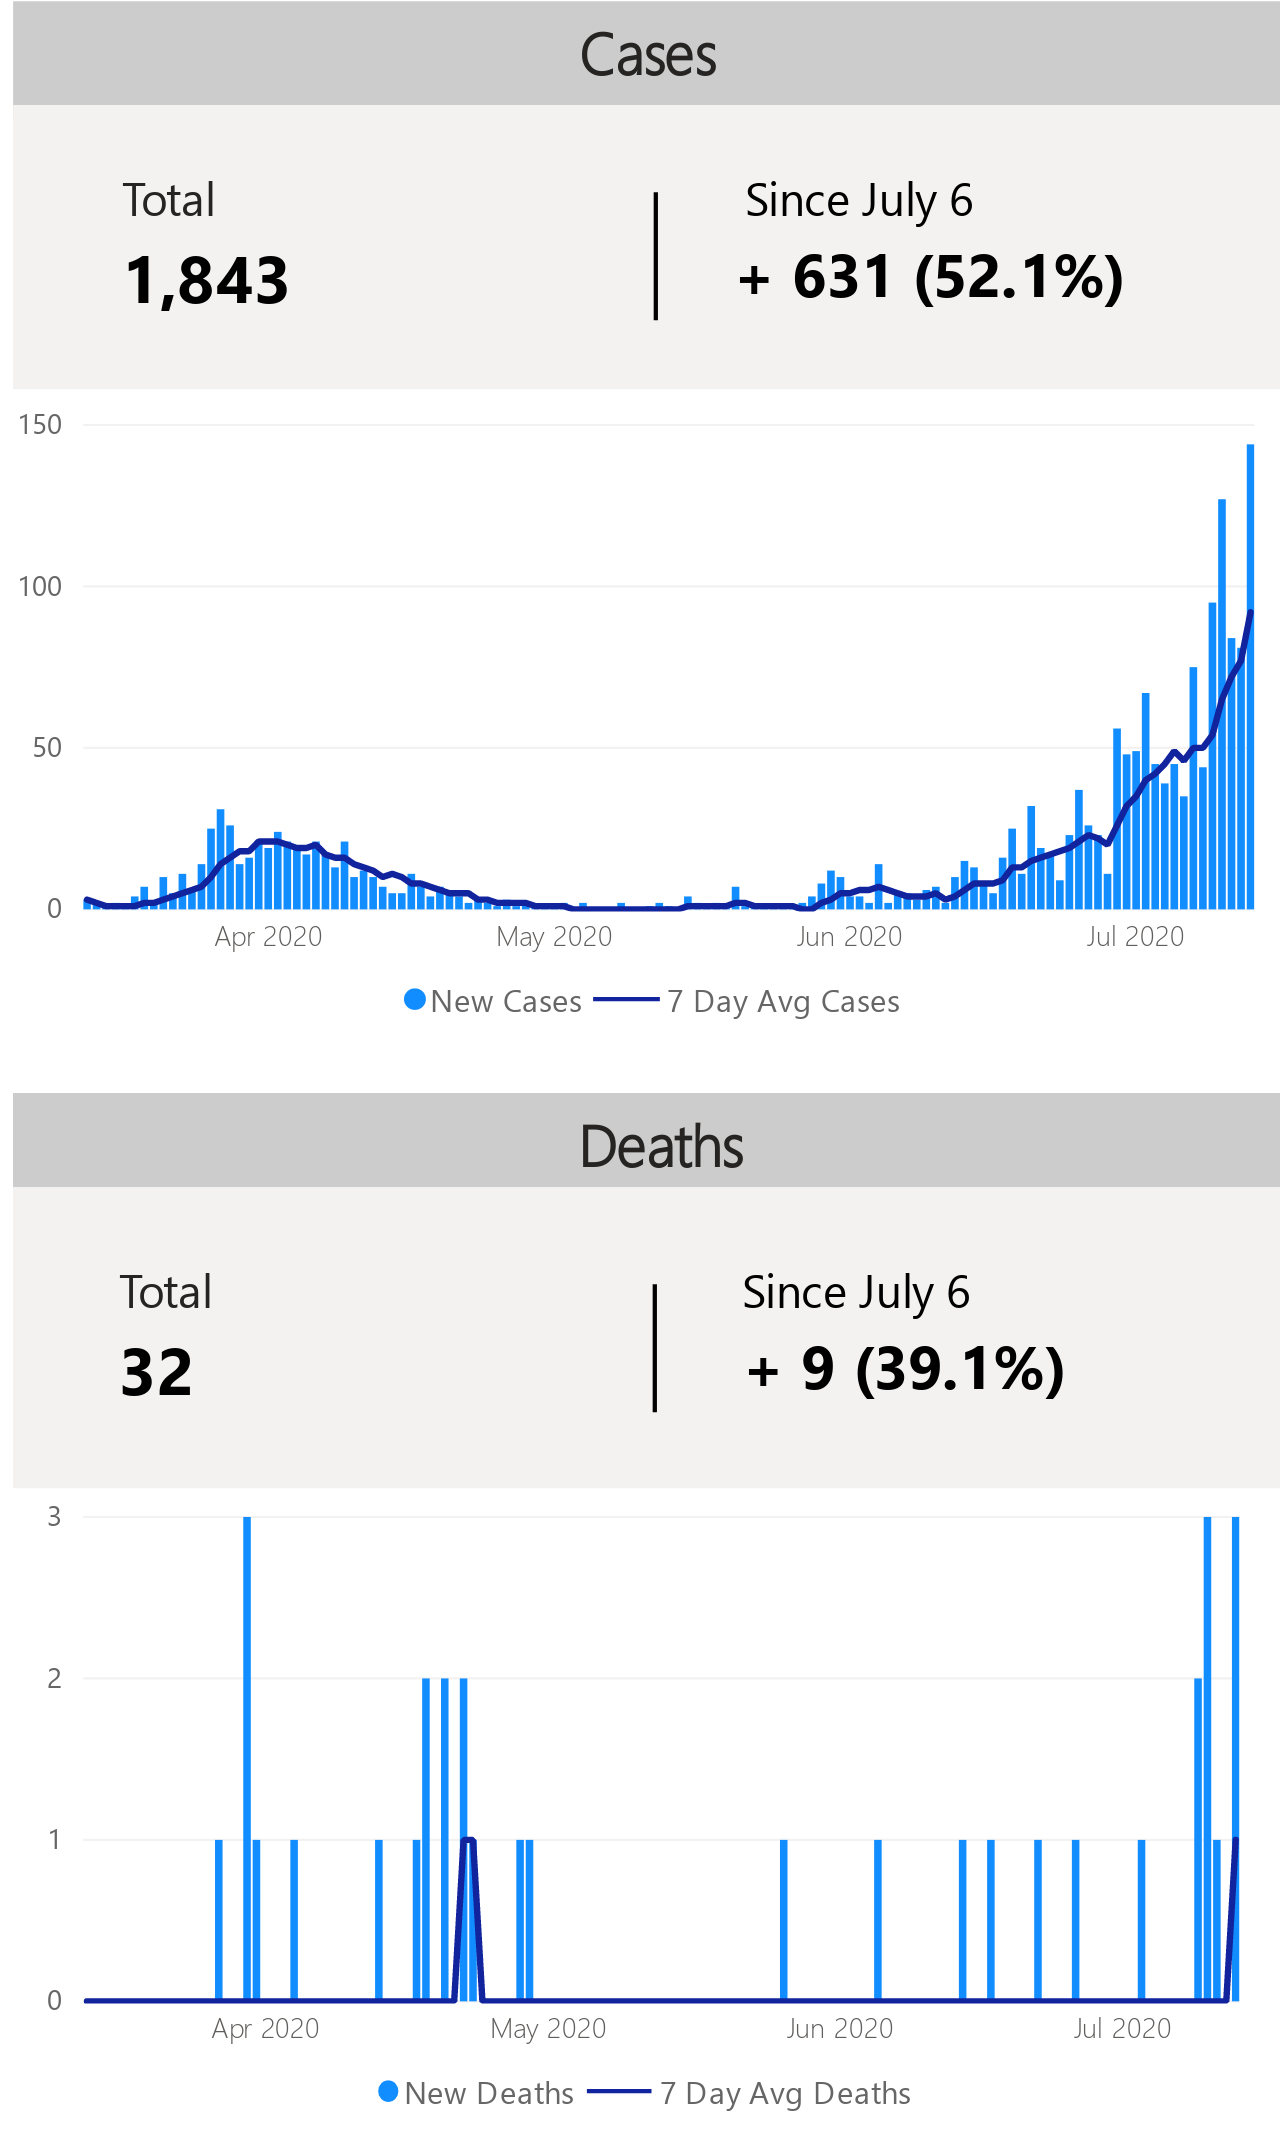 Cases
Total
Since July 6
1,843
+ 631 (52.1%)
150
100
50
0
Apr 2020
May 2020
Jun 2020
Jul 2020
New Cases
7 Day Avg Cases
Deaths
Total
Since July 6
32
+ 9 (39.1%)
3
2
1
0
Apr 2020
May 2020
Jun 2020
Jul 2020
New Deaths
7 Day Avg Deaths